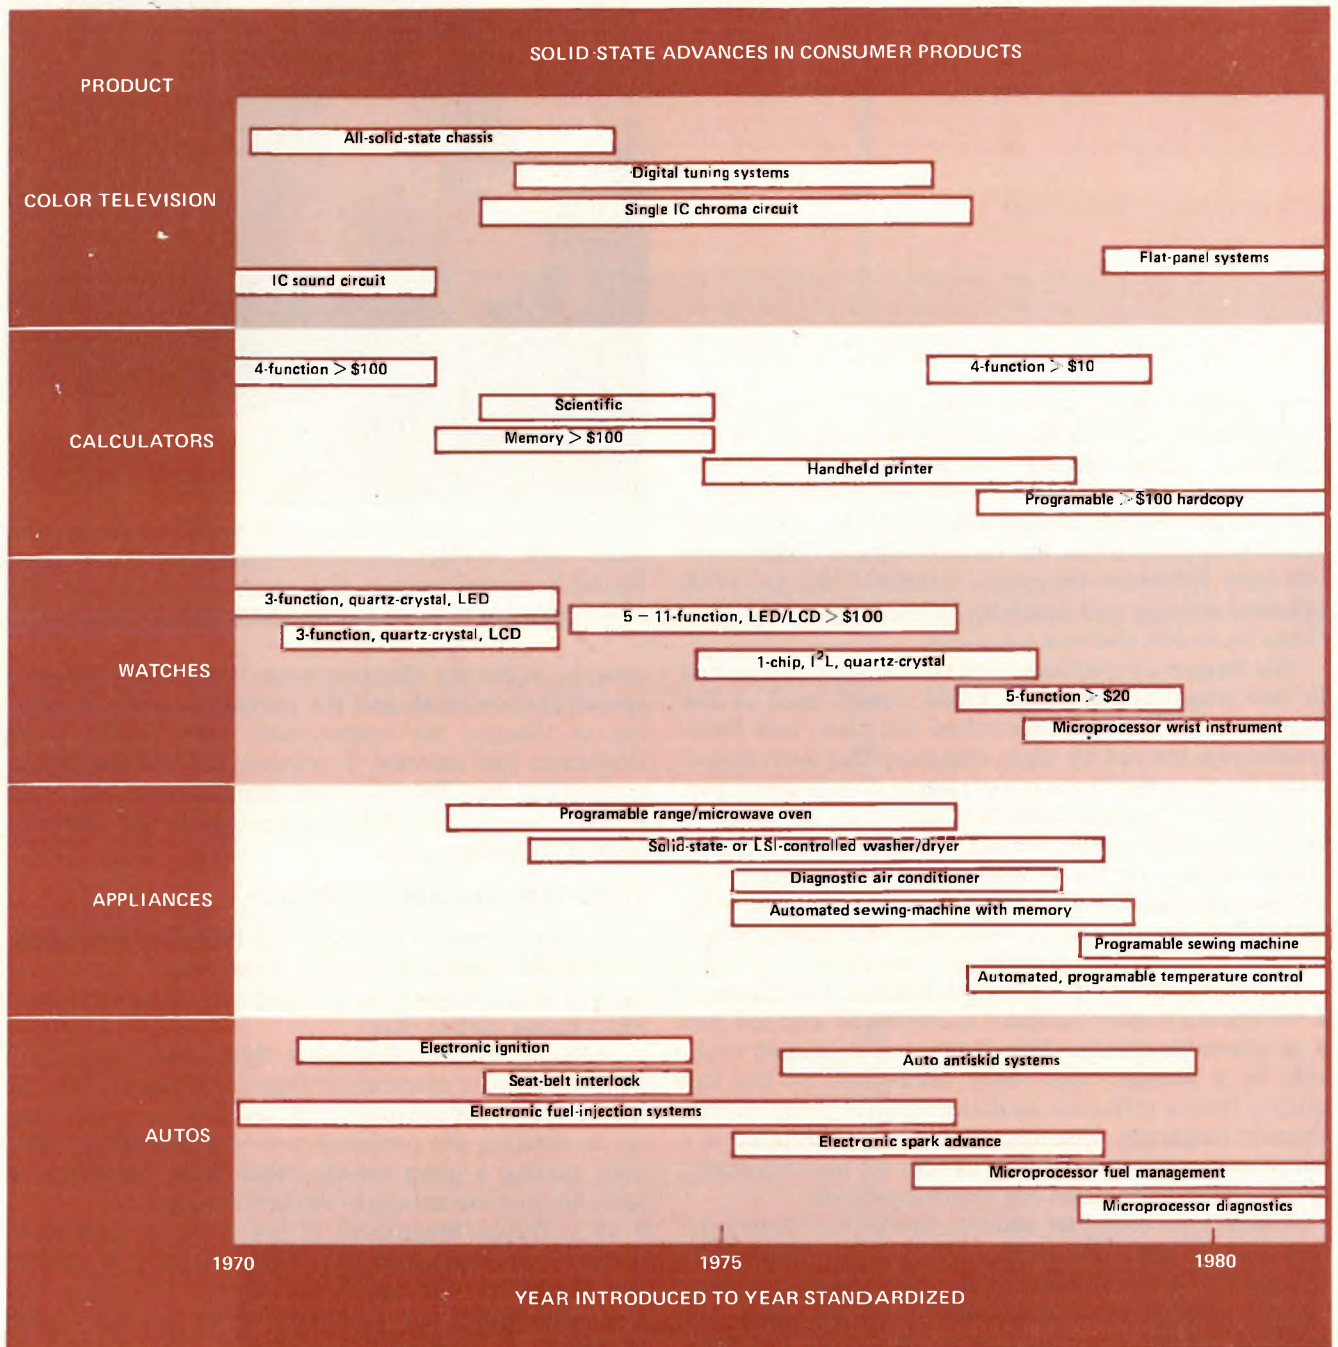 SOLID-STATE ADVANCES IN CONSUMER PRODUCTS
PRODUCT
COLOR TELEVISION
All-solid-state chassis
Digital tuning systems
Single IC chroma circuit
Flat-panel systems
IC sound circuit
CALCULATORS
4-function > $100
4-function > $10
Scientific
Memory > $100
Handheld printer
Programable > $100 hardcopy
WATCHES
3-function, quartz-crystal, LED
5 – 11-function, LED/LCD > $100
3-function, quartz-crystal, LCD
1-chip, I²L, quartz-crystal
5-function > $20
Microprocessor wrist instrument
APPLIANCES
Programable range/microwave oven
Solid-state- or LSI-controlled washer/dryer
Diagnostic air conditioner
Automated sewing-machine with memory
Programable sewing machine
Automated, programable temperature control
AUTOS
Electronic ignition
Auto antiskid systems
Seat-belt interlock
Electronic fuel-injection systems
Electronic spark advance
Microprocessor fuel management
Microprocessor diagnostics
1970 1975 1980
YEAR INTRODUCED TO YEAR STANDARDIZED